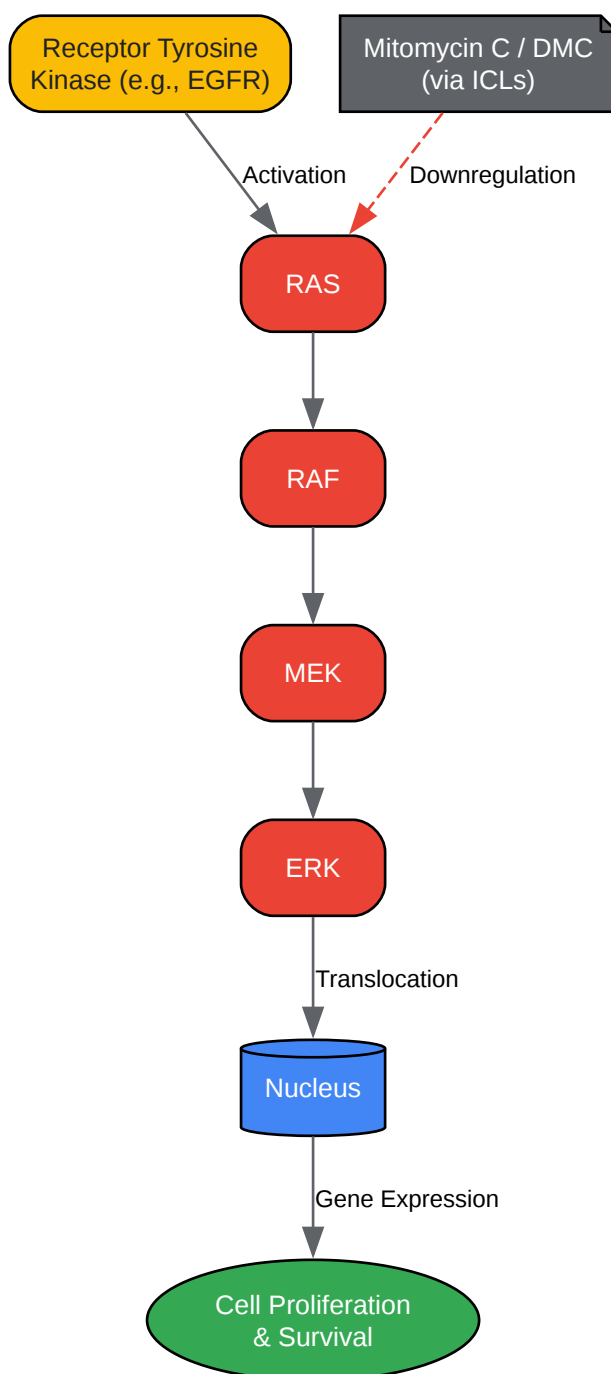 Receptor Tyrosine
Kinase (e.g., EGFR)
Mitomycin C / DMC
(via ICLs)
Activation
Downregulation
RAS
RAF
MEK
ERK
Translocation
Nucleus
Gene Expression
Cell Proliferation
& Survival